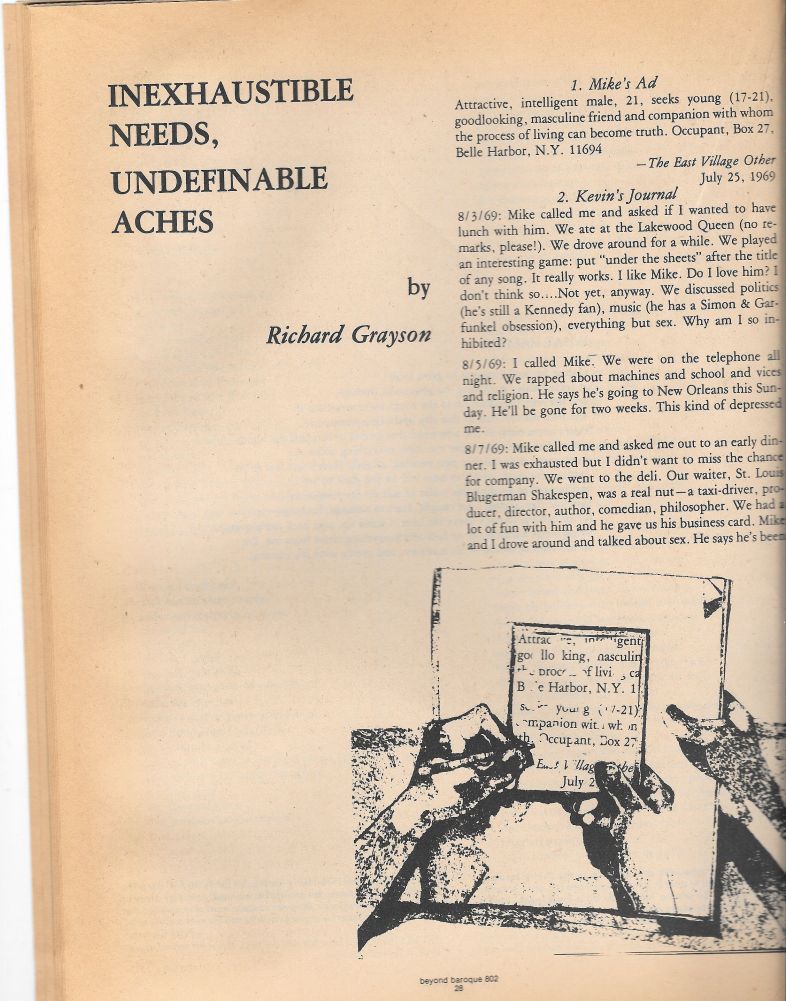 INEXHAUSTIBLE
NEEDS,
UNDEFINABLE
ACHES
by
Richard Grayson
1. Mike's Ad
Attractive, intelligent male, 21, seeks young (17-21),
goodlooking, masculine friend and companion with whom
the process of living can become truth. Occupant, Box 27,
Belle Harbor, N.Y. 11694
—The East Village Other
July 25, 1969
2. Kevin's Journal
8/3/69: Mike called me and asked if I wanted to have
lunch with him. We ate at the Lakewood Queen (no re-
marks, please!). We drove around for a while. We played
an interesting game: put "under the sheets" after the title
of any song. It really works. I like Mike. Do I love him? I
don't think so....Not yet, anyway. We discussed politics
(he's still a Kennedy fan), music (he has a Simon & Gar-
funkel obsession), everything but sex. Why am I so in-
hibited?
8/5/69: I called Mike. We were on the telephone all
night. We rapped about machines and school and vices
and religion. He says he's going to New Orleans this Sun-
day. He'll be gone for two weeks. This kind of depressed
me.
8/7/69: Mike called me and asked me out to an early din-
ner. I was exhausted but I didn't want to miss the chance
for company. We went to the deli. Our waiter, St. Louis
Blugerman Shakespen, was a real nut—a taxi-driver, pro-
ducer, director, author, comedian, philosopher. We had a
lot of fun with him and he gave us his business card. Mike
and I drove around and talked about sex. He says he's been
king, masculin
Harbor, N.Y. 1
Occupant, Box 27
July 2
beyond baroque 802
28